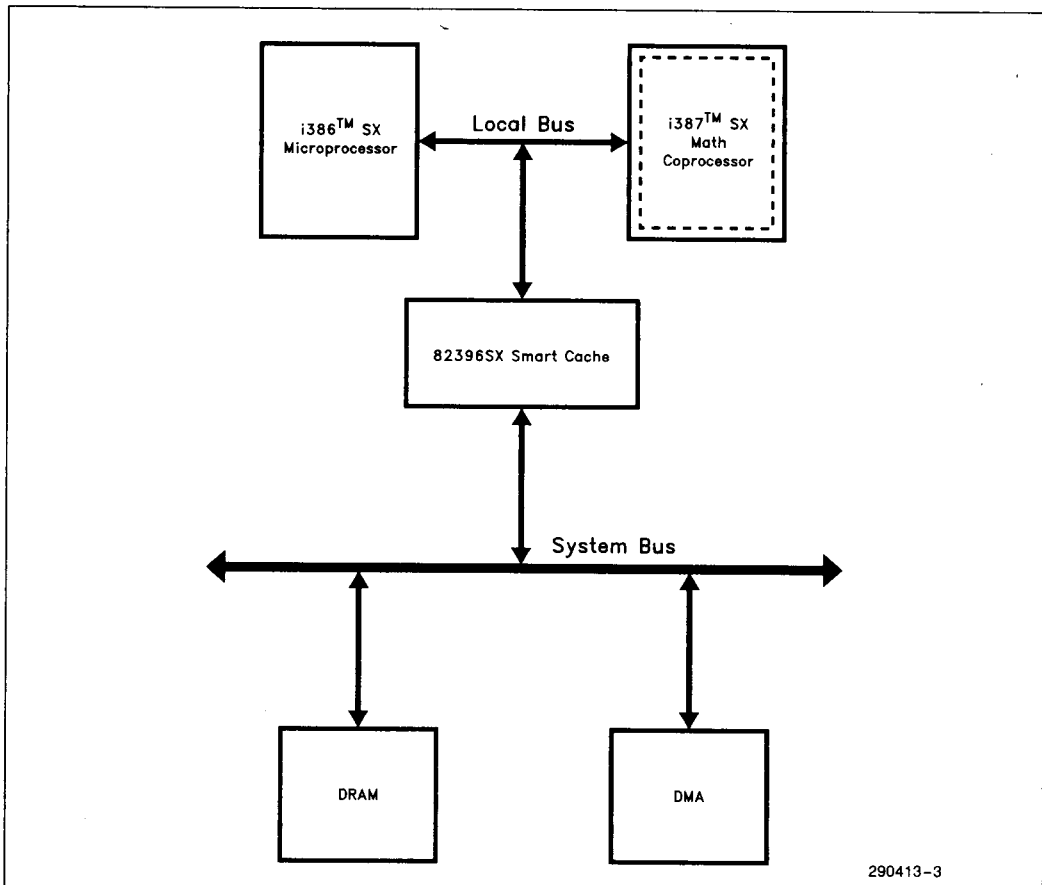 i386™ SX
Microprocessor
Local Bus
i387™ SX
Math
Coprocessor
82396SX Smart Cache
System Bus
DRAM
DMA
290413-3